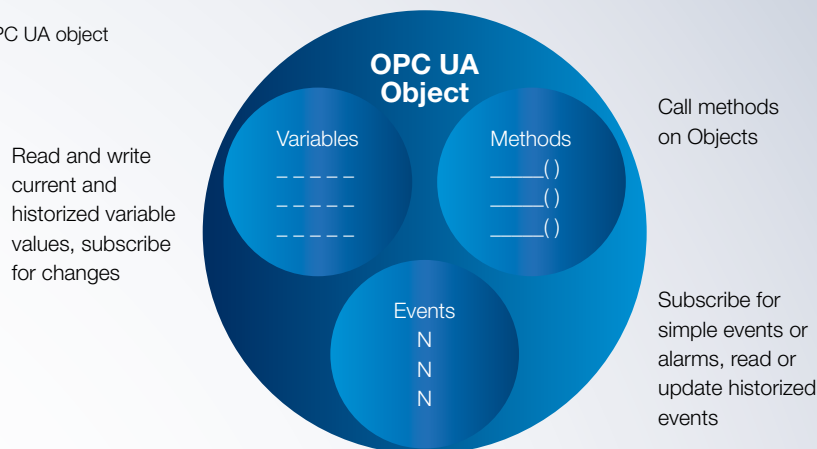 UA object
OPC UA
Object
Variables
_ _ _ _ _
_ _ _ _ _
_ _ _ _ _
Methods
_____( )
_____( )
_____( )
Events
N
N
N
Read and write
current and
historized variable
values, subscribe
for changes
Call methods
on Objects
Subscribe for
simple events or
alarms, read or
update historized
events